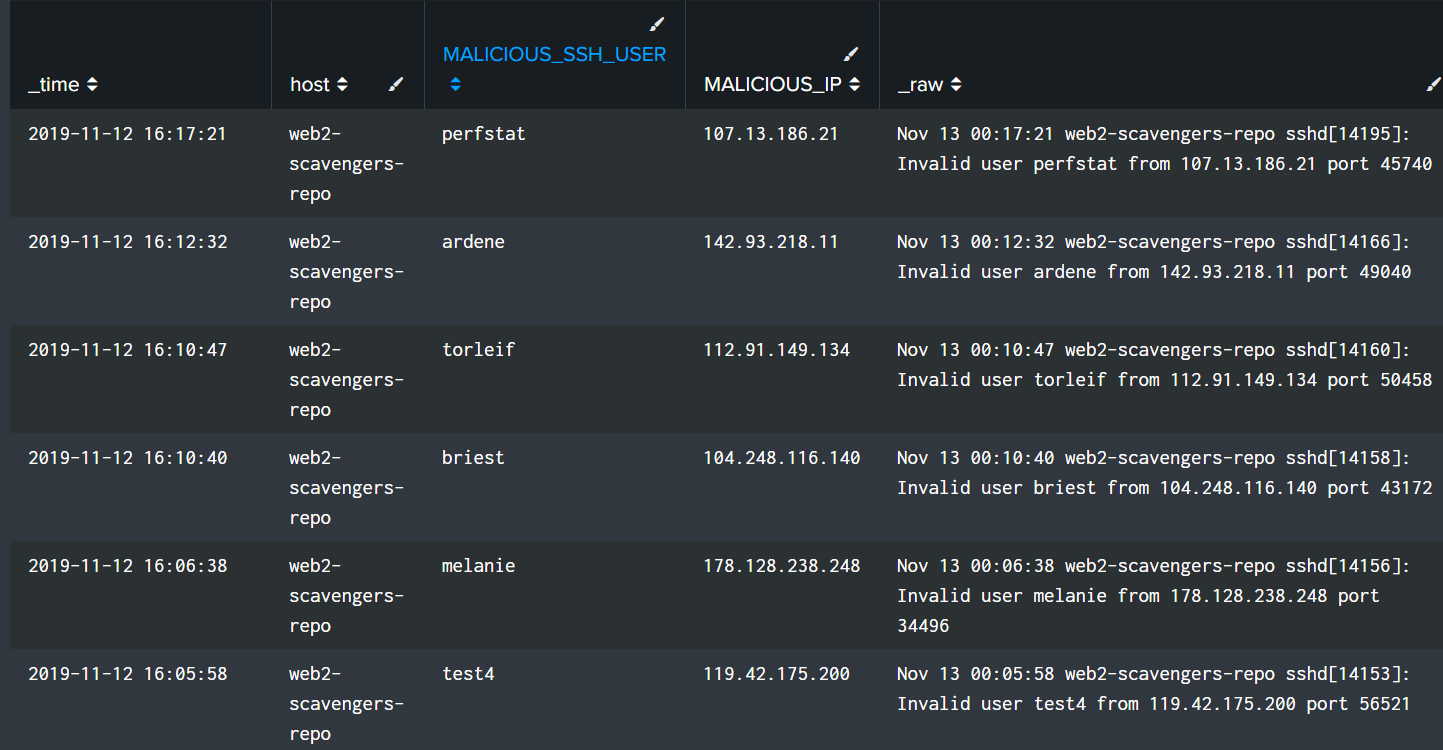 _time host MALICIOUS_SSH_USER MALICIOUS_IP _raw
2019-11-12 16:17:21 web2- perfstat 107.13.186.21 Nov 13 00:17:21 web2-scavengers-repo sshd[14195]:
scavengers- Invalid user perfstat from 107.13.186.21 port 45740
repo
2019-11-12 16:12:32 web2- ardene 142.93.218.11 Nov 13 00:12:32 web2-scavengers-repo sshd[14166]:
scavengers- Invalid user ardene from 142.93.218.11 port 49040
repo
2019-11-12 16:10:47 web2- torleif 112.91.149.134 Nov 13 00:10:47 web2-scavengers-repo sshd[14160]:
scavengers- Invalid user torleif from 112.91.149.134 port 50458
repo
2019-11-12 16:10:40 web2- briest 104.248.116.140 Nov 13 00:10:40 web2-scavengers-repo sshd[14158]:
scavengers- Invalid user briest from 104.248.116.140 port 43172
repo
2019-11-12 16:06:38 web2- melanie 178.128.238.248 Nov 13 00:06:38 web2-scavengers-repo sshd[14156]:
scavengers- Invalid user melanie from 178.128.238.248 port
repo 34496
2019-11-12 16:05:58 web2- test4 119.42.175.200 Nov 13 00:05:58 web2-scavengers-repo sshd[14153]:
scavengers- Invalid user test4 from 119.42.175.200 port 56521
repo